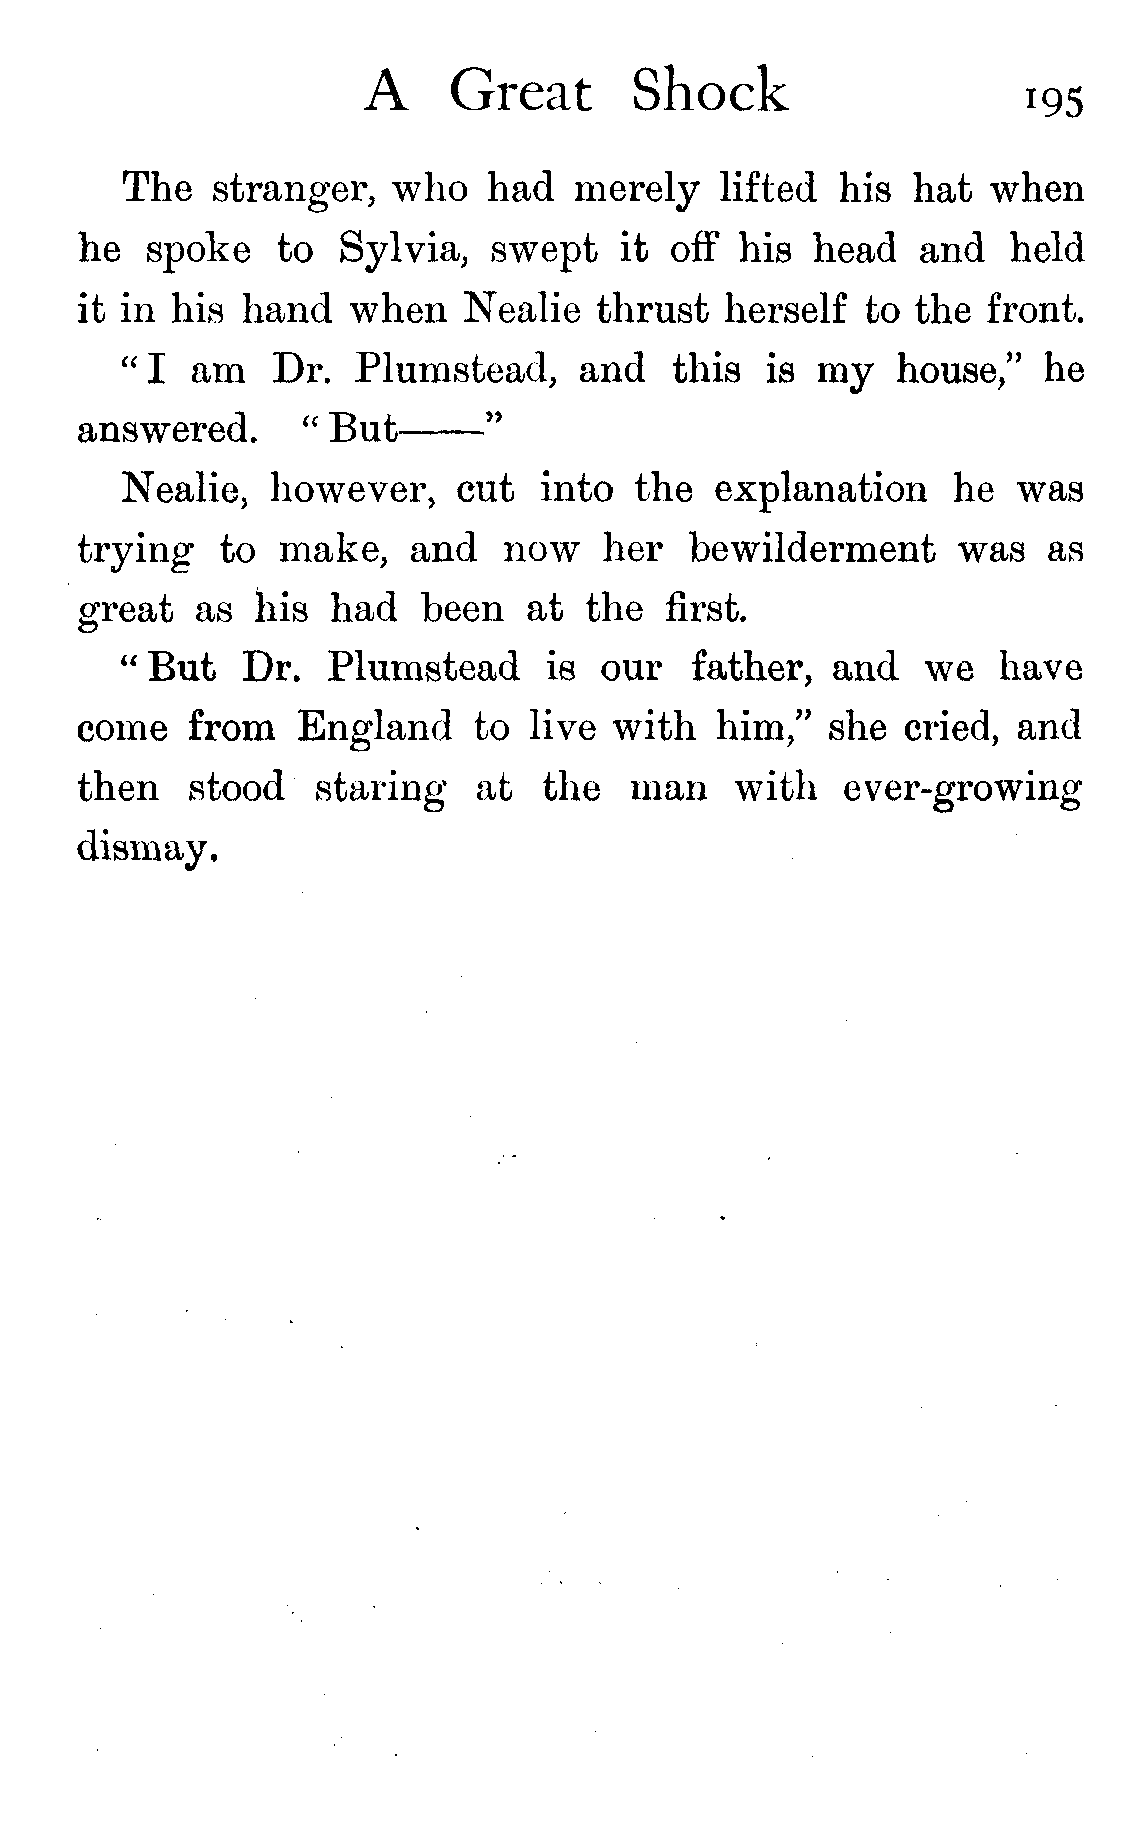 A Great Shock 195
The stranger, who had merely lifted his hat when
he spoke to Sylvia, swept it off his head and held
it in his hand when Nealie thrust herself to the front.
“I am Dr. Plumstead, and this is my house,” he
answered. “But——”
Nealie, however, cut into the explanation he was
trying to make, and now her bewilderment was as
great as his had been at the first.
“But Dr. Plumstead is our father, and we have
come from England to live with him,” she cried, and
then stood staring at the man with ever-growing
dismay.